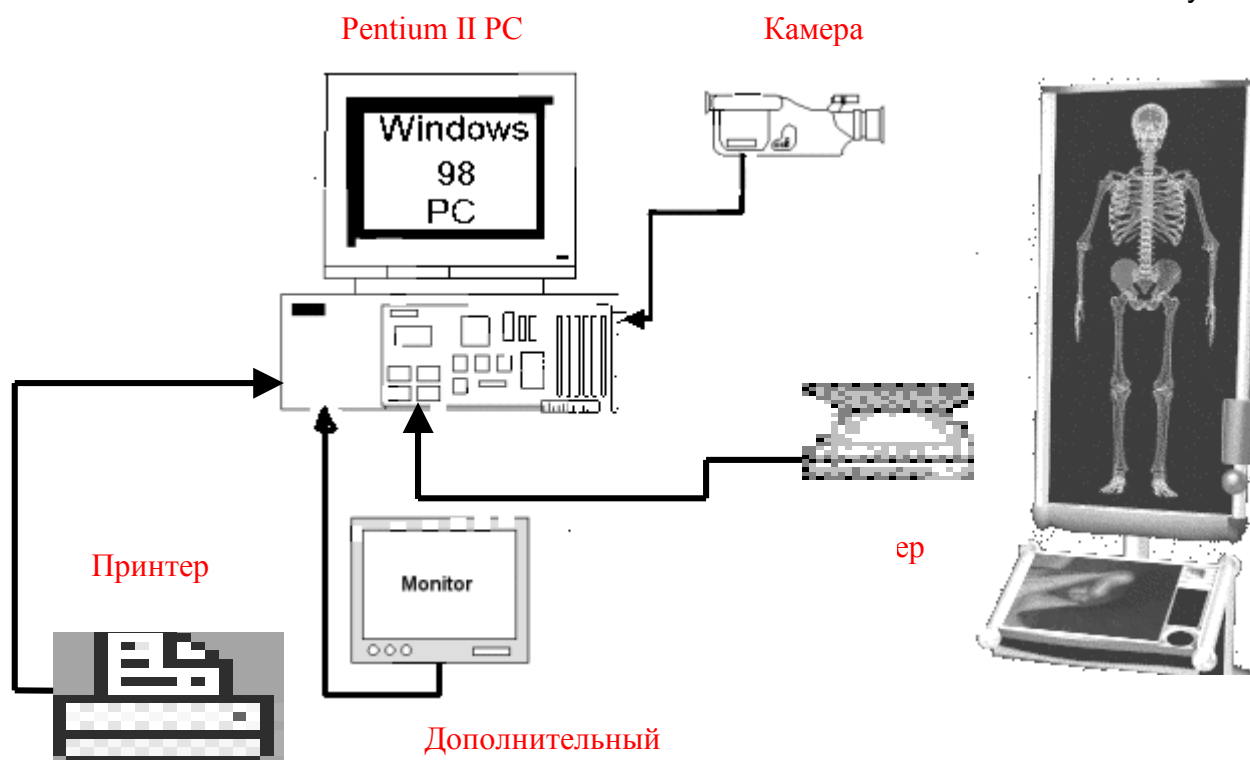 Pentium II PC
Камера
Windows
98
PC
ер
Принтер
Monitor
Дополнительный